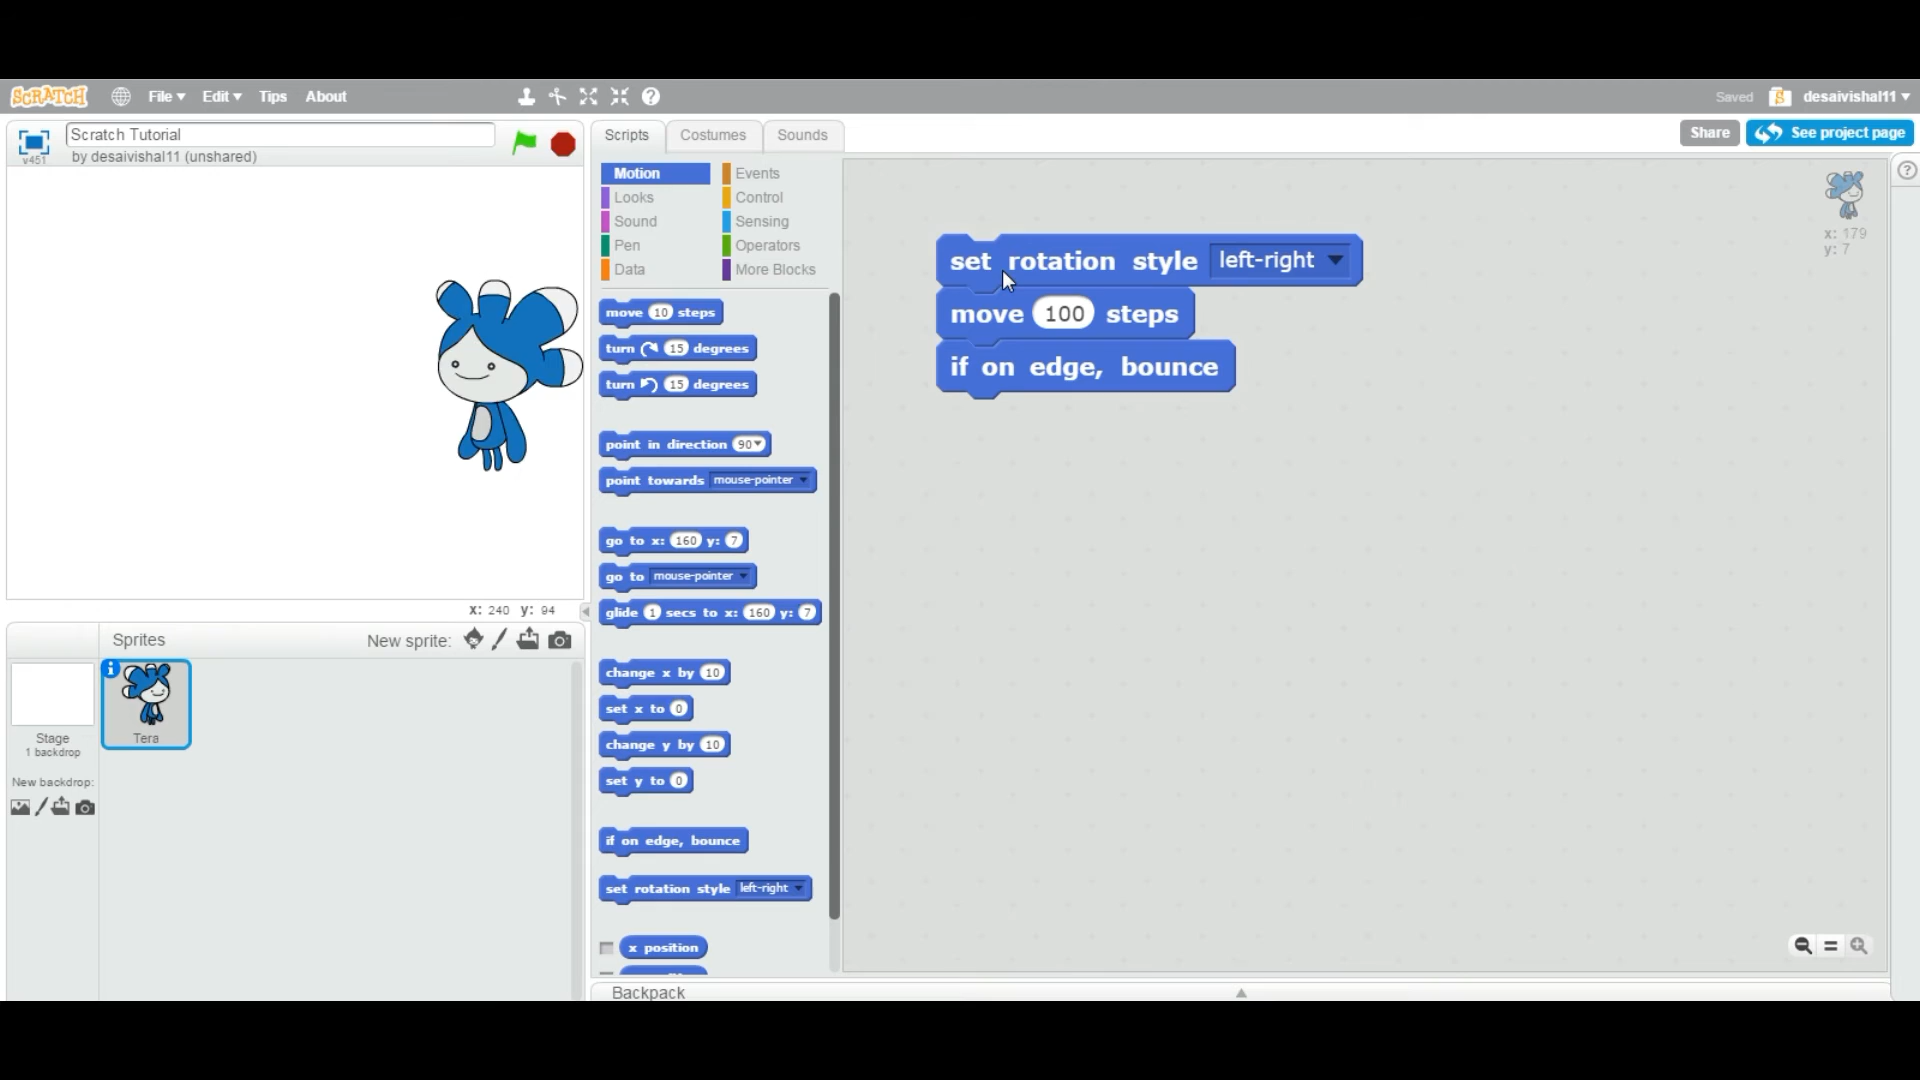 SCRATCH File Edit Tips About Saved desaivishal11
v451
Scratch Tutorial
by desaivishal11 (unshared)
Scripts Costumes Sounds
Share See project page
Motion Events
Looks Control
Sound Sensing
Pen Operators
Data More Blocks
move 10 steps
turn 15 degrees
turn 15 degrees
point in direction 90
point towards mouse-pointer
go to x: 160 y: 7
go to mouse-pointer
glide 1 secs to x: 160 y: 7
change x by 10
set x to 0
change y by 10
set y to 0
if on edge, bounce
set rotation style left-right
x position
set rotation style left-right
move 100 steps
if on edge, bounce
x: 179
y: 7
x: 240 y: 94
Sprites New sprite:
Stage
1 backdrop
New backdrop:
Tera
Backpack